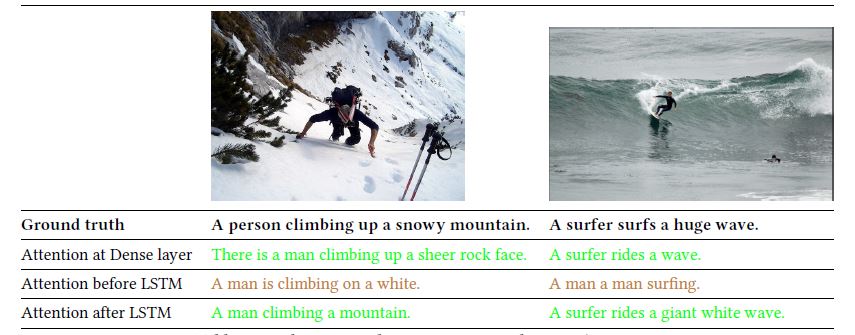 Ground truth A person climbing up a snowy mountain. A surfer surfs a huge wave.
Attention at Dense layer There is a man climbing up a sheer rock face. A surfer rides a wave.
Attention before LSTM A man is climbing on a white. A man a man surfing.
Attention after LSTM A man climbing a mountain. A surfer rides a giant white wave.